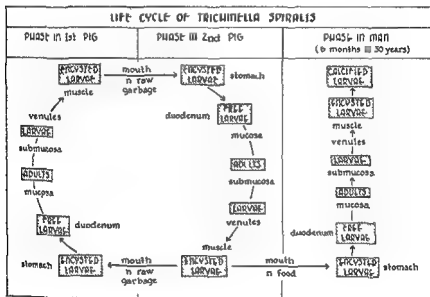 LIFE CYCLE OF TRICHINELLA SPIRALIS
PHASE IN 1st PIG
PHASE IN 2nd PIG
PHASE IN MAN
(6 months 30 years)
ENCYSTED
LARVAE
muscle
venules
LARVAE
submucosa
ADULTS
mucosa
FREE
LARVAE
duodenum
stomach
ENCYSTED
LARVAE
mouth
n raw
garbage
ENCYSTED
LARVAE
stomach
FREE
LARVAE
duodenum
mucosa
ADULTS
submucosa
LARVAE
venules
muscle
ENCYSTED
LARVAE
mouth
n raw
garbage
mouth
n food
CALCIFIED
LARVAE
ENCYSTED
LARVAE
muscle
venules
LARVAE
submucosa
ADULTS
mucosa
FREE
LARVAE
duodenum
ENCYSTED
LARVAE
stomach